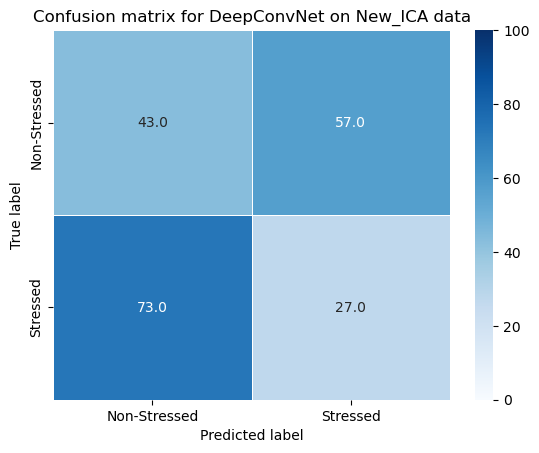 Confusion matrix for DeepConvNet on New_ICA data
True label
Non-Stressed
43.0
57.0
Stressed
73.0
27.0
Non-Stressed
Stressed
Predicted label
100
80
60
40
20
0